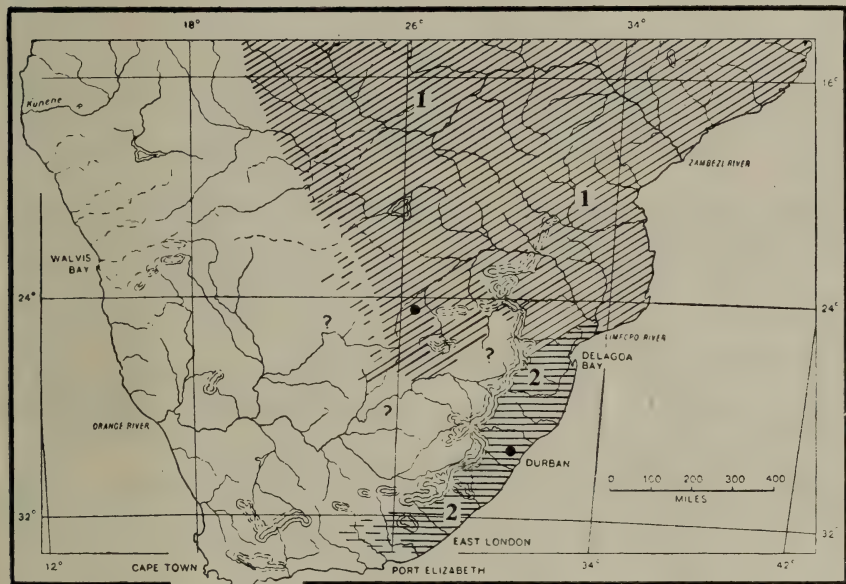 18° 26° 34°
1
16°
Kunene
ZAMBEZI RIVER
1
WALVIS
BAY
24° 24°
?
LIMPOPO RIVER
?
DELAGOA
BAY
2
?
ORANGE RIVER
DURBAN
0 100 200 300 400
MILES
2
32° 32°
EAST LONDON
12° CAPE TOWN PORT ELIZABETH 34° 42°